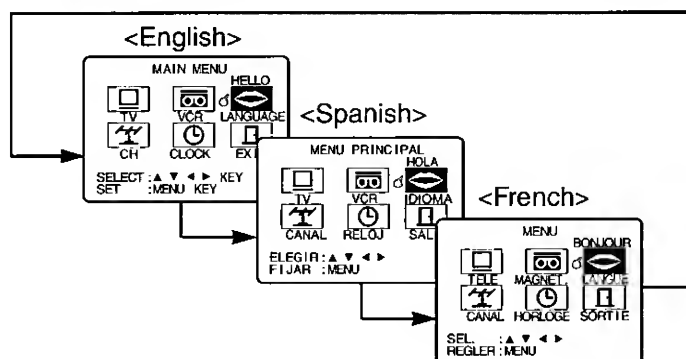 <English>
MAIN MENU
HELLO
TV VCR LANGUAGE
CH CLOCK
SELECT :▲ ▼ ◄ ► KEY
SET :MENU KEY
<Spanish>
MENU PRINCIPAL
HOLA
TV VCR IDIOMA
CANAL RELOJ
ELEGIR:▲ ▼ ◄ ►
FIJAR :MENU
<French>
MENU
BONJOUR
TELE MAGNET. LANGUE
CANAL HORLOGE SORTIE
SEL. :▲ ▼ ◄ ►
REGLER:MENU